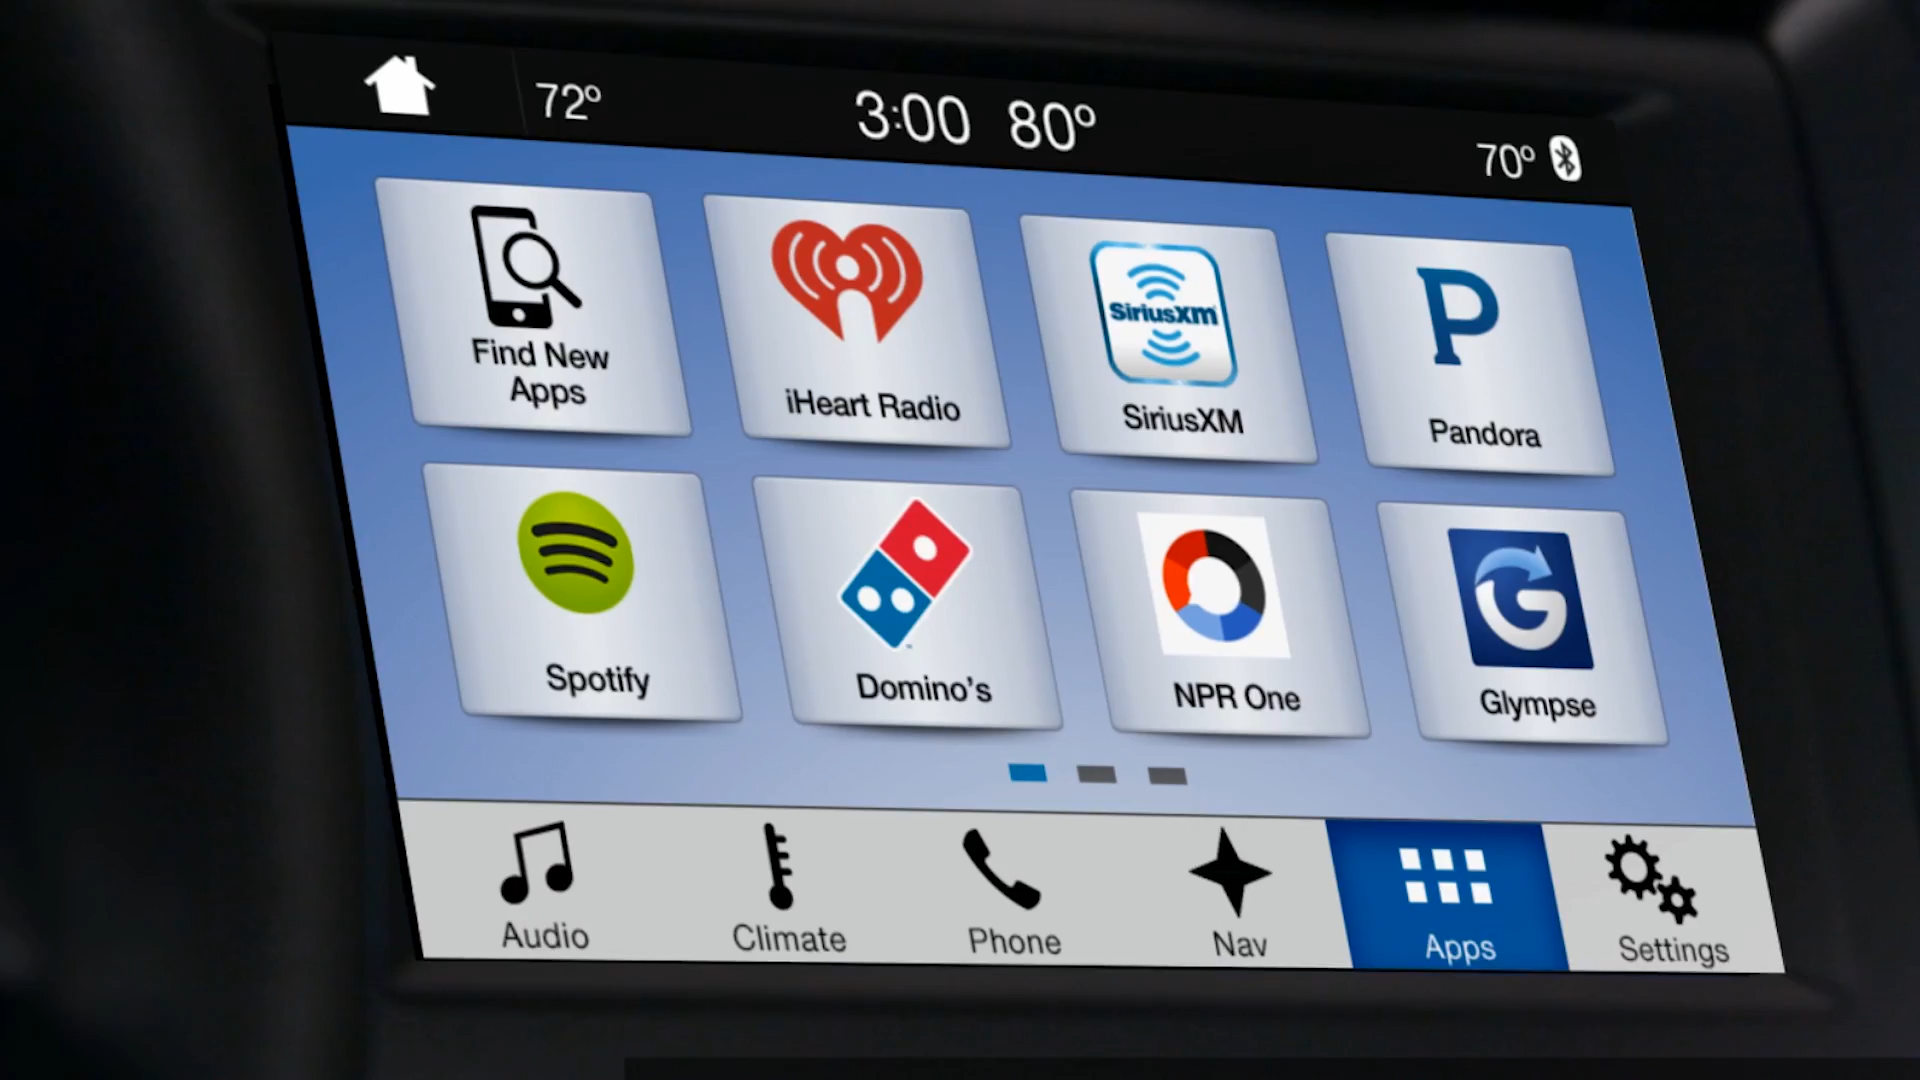 72° 3:00 80° 70°
Find New
Apps
iHeart Radio
SiriusXM
SiriusXM
Pandora
Spotify
Domino's
NPR One
Glympse
Audio
Climate
Phone
Nav
Apps
Settings